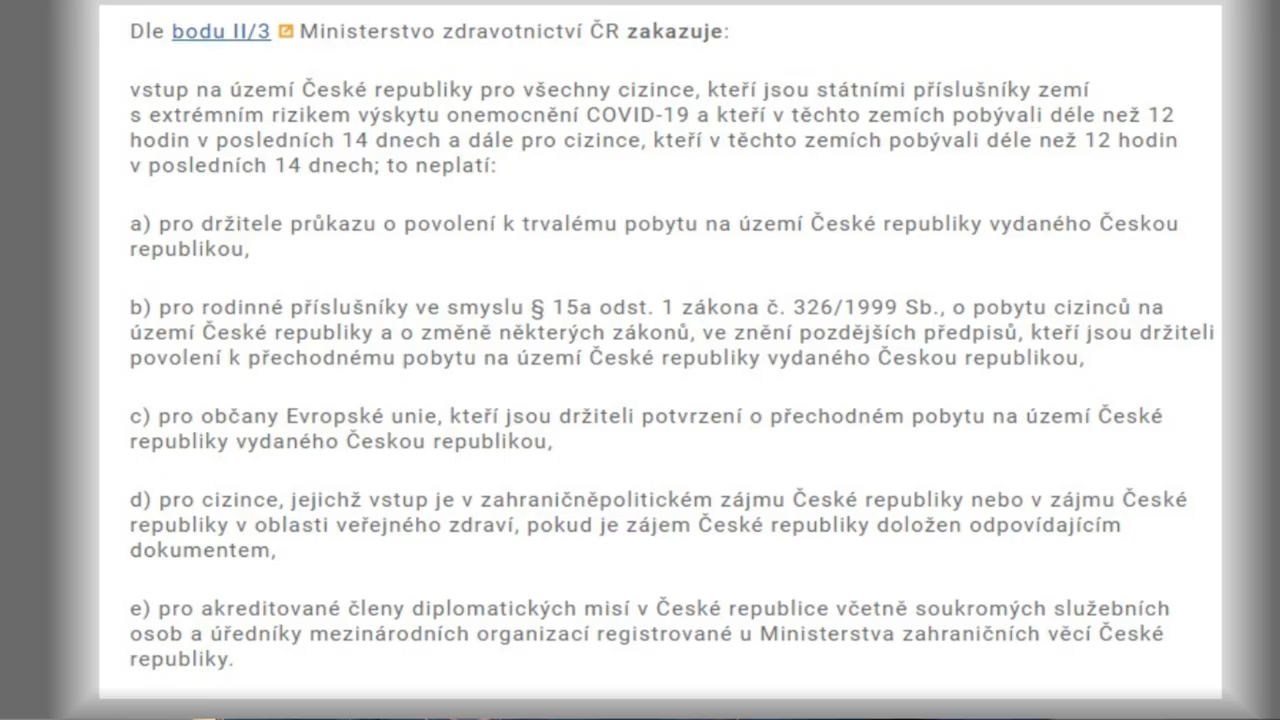 Dle bodu II/3 Ministerstvo zdravotnictví ČR zakazuje:
vstup na území České republiky pro všechny cizince, kteří jsou státními příslušníky zemí
s extrémním rizikem výskytu onemocnění COVID-19 a kteří v těchto zemích pobývali déle než 12
hodin v posledních 14 dnech a dále pro cizince, kteří v těchto zemích pobývali déle než 12 hodin
v posledních 14 dnech; to neplatí:
a) pro držitele průkazu o povolení k trvalému pobytu na území České republiky vydaného Českou
republikou,
b) pro rodinné příslušníky ve smyslu § 15a odst. 1 zákona č. 326/1999 Sb., o pobytu cizinců na
území České republiky a o změně některých zákonů, ve znění pozdějších předpisů, kteří jsou držiteli
povolení k přechodnému pobytu na území České republiky vydaného Českou republikou,
c) pro občany Evropské unie, kteří jsou držiteli potvrzení o přechodném pobytu na území České
republiky vydaného Českou republikou,
d) pro cizince, jejichž vstup je v zahraničněpolitickém zájmu České republiky nebo v zájmu České
republiky v oblasti veřejného zdraví, pokud je zájem České republiky doložen odpovídajícím
dokumentem,
e) pro akreditované členy diplomatických misí v České republice včetně soukromých služebních
osob a úředníky mezinárodních organizací registrované u Ministerstva zahraničních věcí České
republiky.